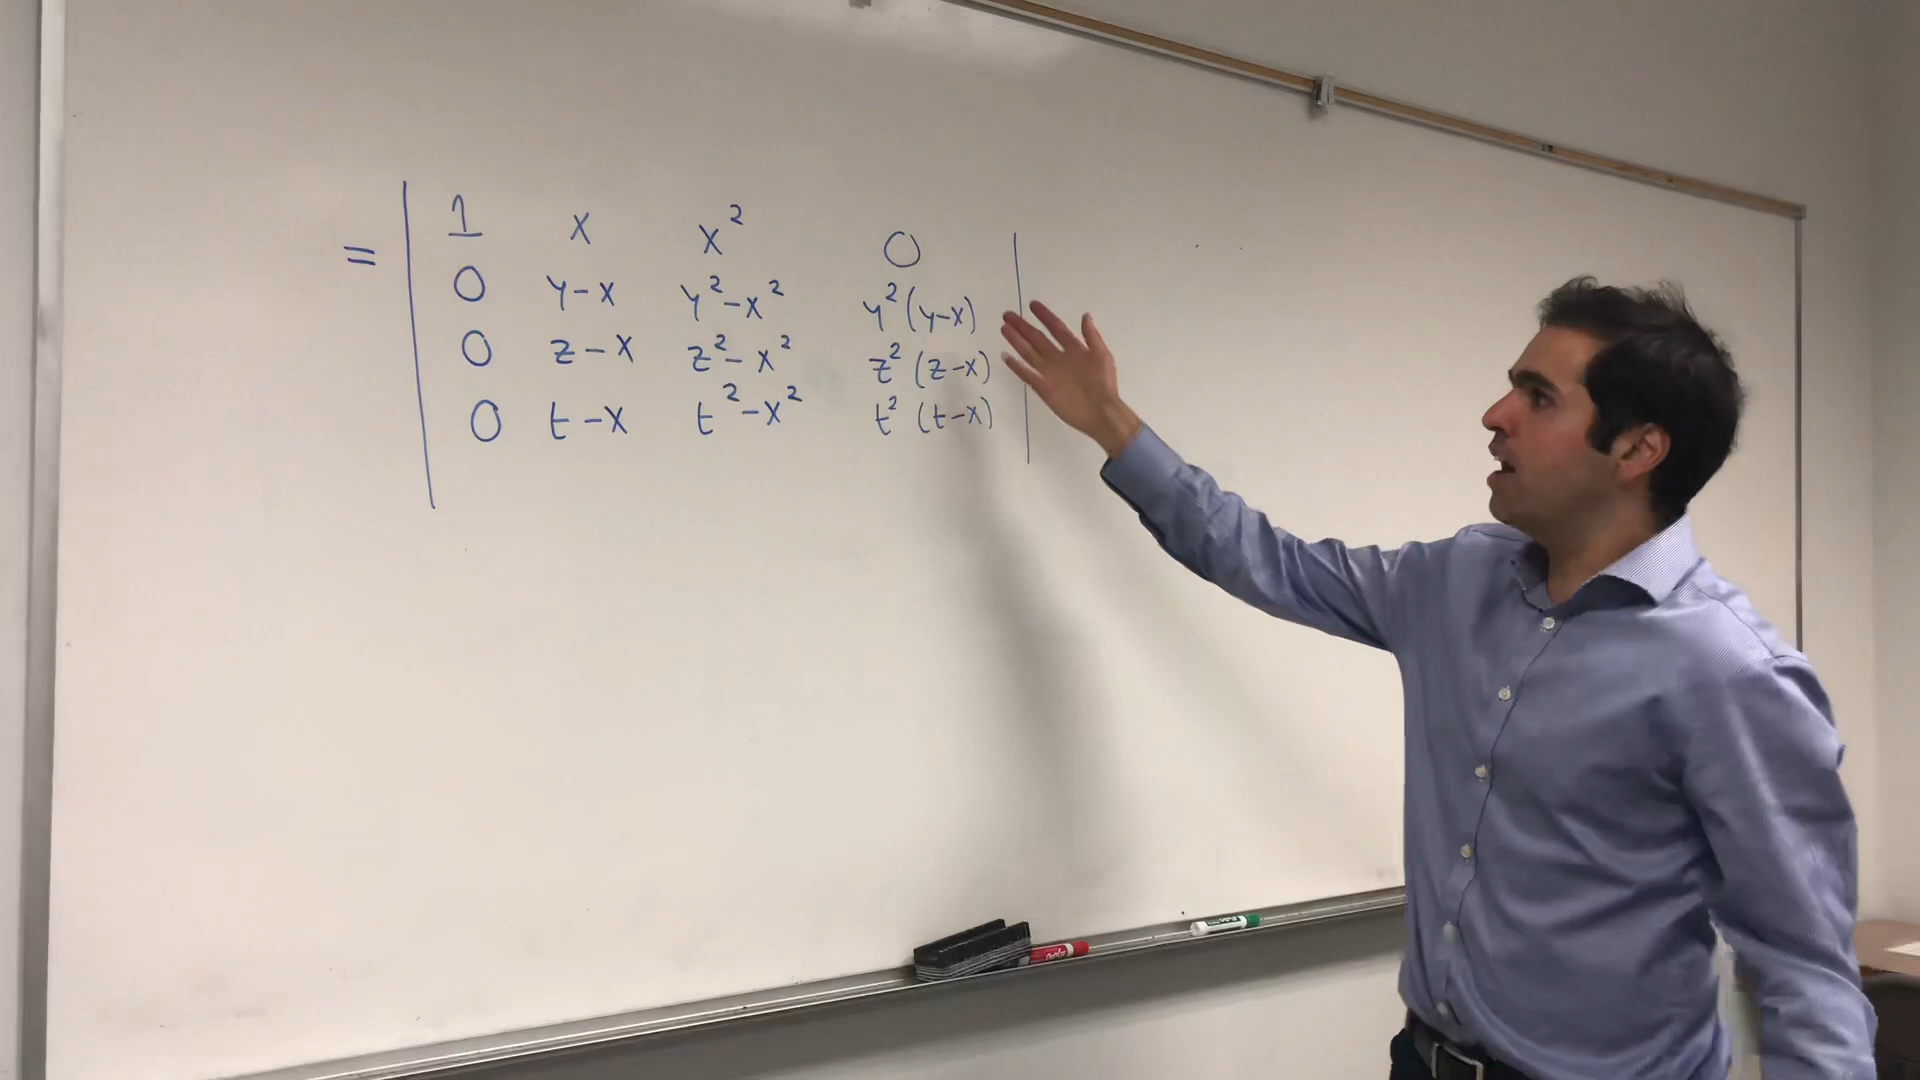 = | 1 x x² 0 |
0 y-x y²-x² y²(y-x)
0 z-x z²-x² z²(z-x)
0 t-x t²-x² t²(t-x)